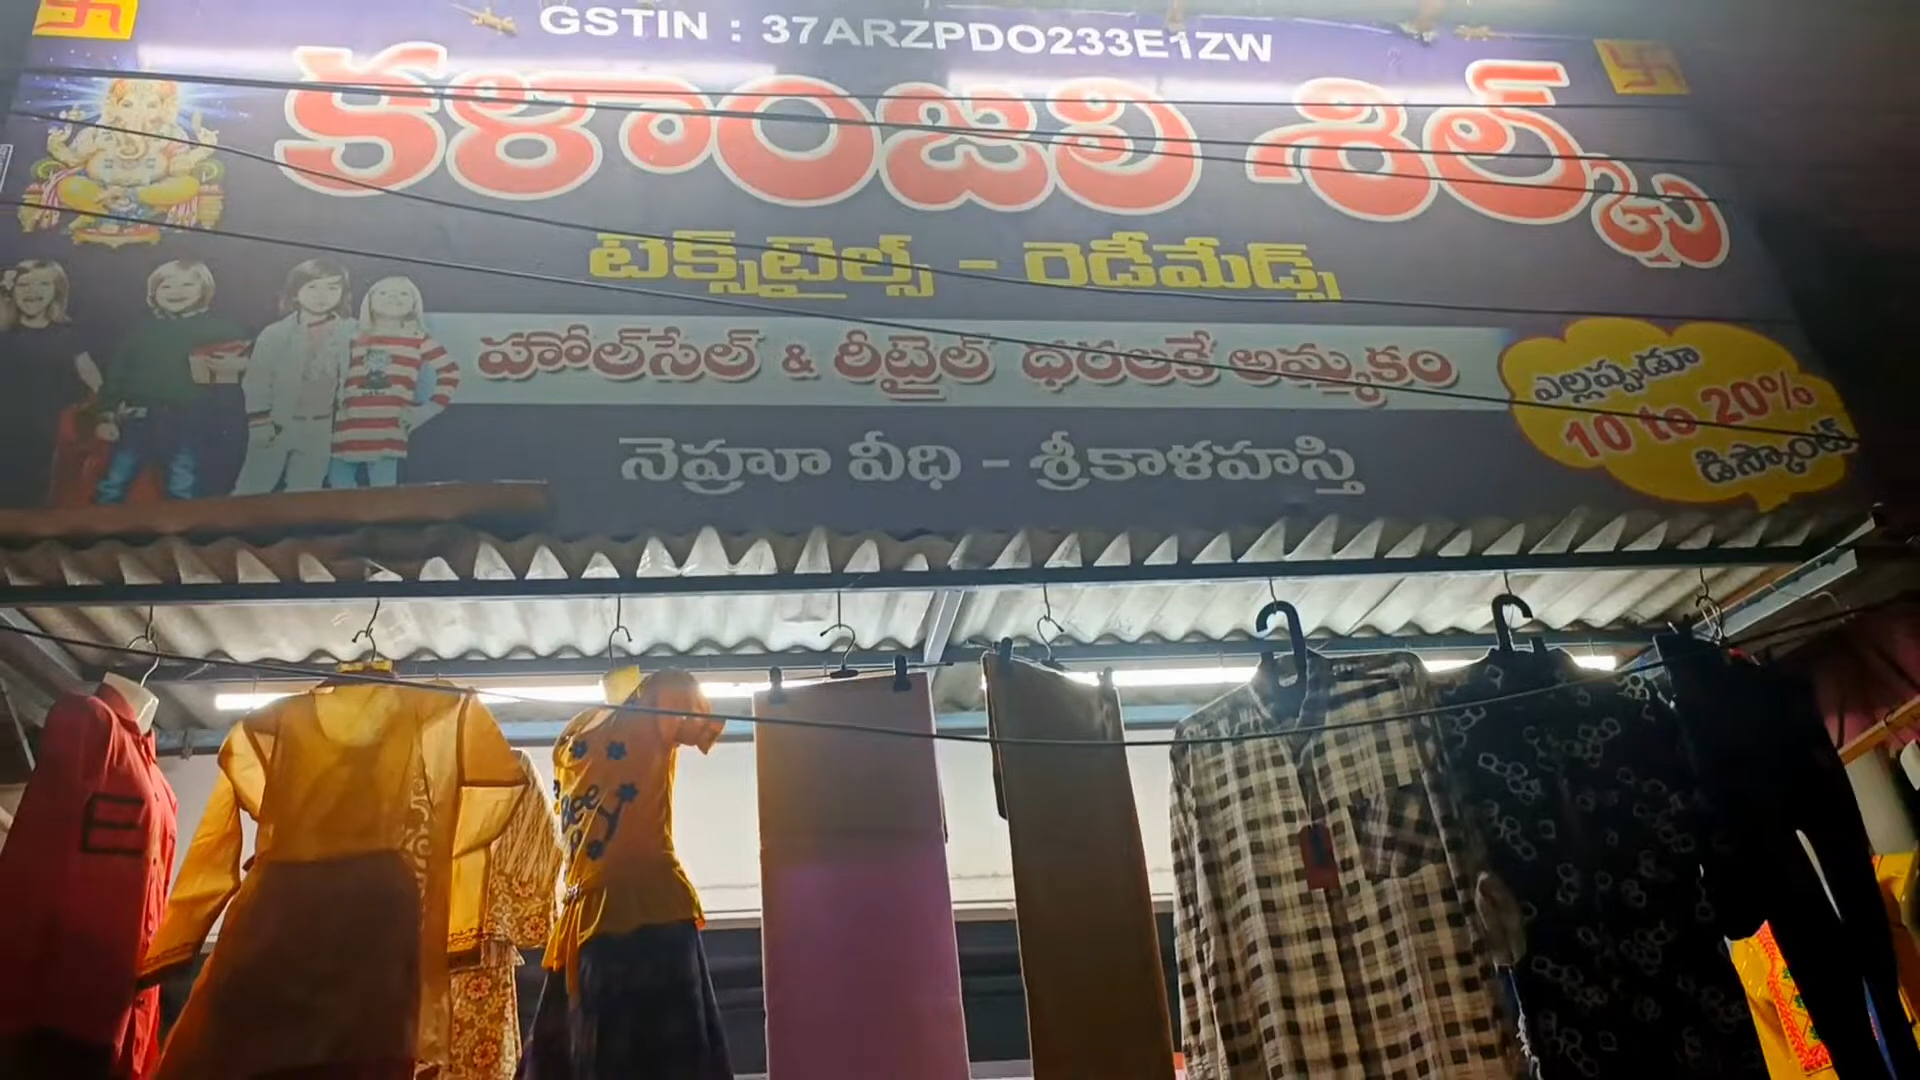 GSTIN : 37ARZPDO233E1ZW
కళాంజలి శిల్క్స్
టెక్స్‌టైల్స్ - రెడీమేడ్స్
హోల్‌సేల్ & రీటైల్ ధరలకే అమ్మకం
ఎల్లప్పుడూ
10 to 20%
డిస్కౌంట్
నెహ్రూ వీధి - శ్రీకాళహస్తి
E